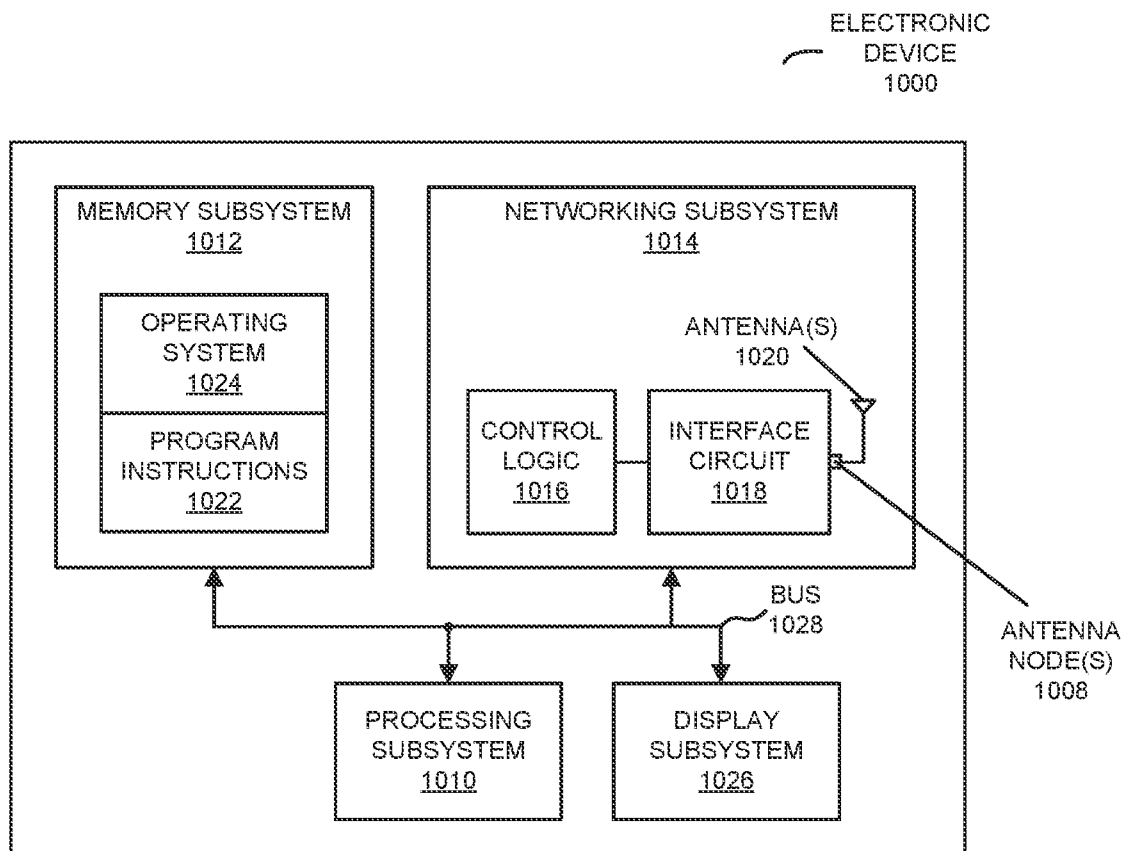 ELECTRONIC
DEVICE
1000
MEMORY SUBSYSTEM
1012
OPERATING
SYSTEM
1024
PROGRAM
INSTRUCTIONS
1022
NETWORKING SUBSYSTEM
1014
ANTENNA(S)
1020
CONTROL
LOGIC
1016
INTERFACE
CIRCUIT
1018
BUS
1028
ANTENNA
NODE(S)
1008
PROCESSING
SUBSYSTEM
1010
DISPLAY
SUBSYSTEM
1026